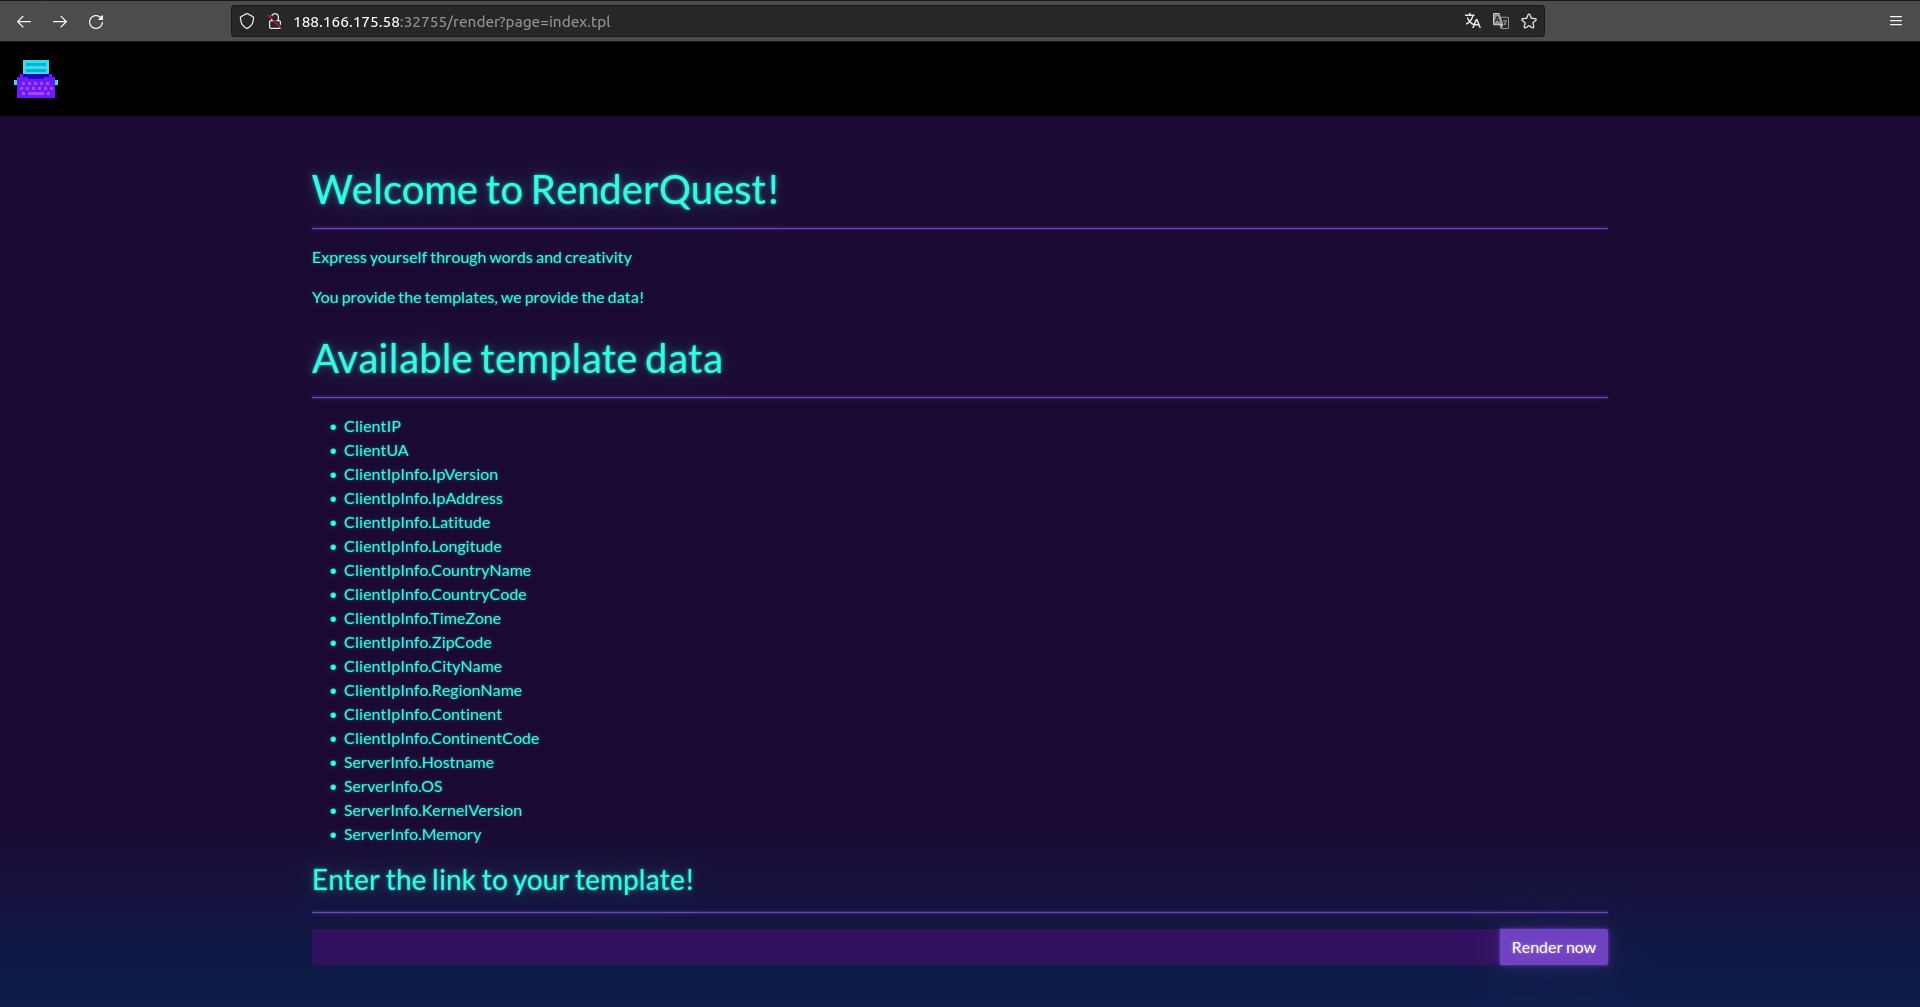 188.166.175.58:32755/render?page=index.tpl
Welcome to RenderQuest!
Express yourself through words and creativity
You provide the templates, we provide the data!
Available template data
• ClientIP
• ClientUA
• ClientIpInfo.IpVersion
• ClientIpInfo.IpAddress
• ClientIpInfo.Latitude
• ClientIpInfo.Longitude
• ClientIpInfo.CountryName
• ClientIpInfo.CountryCode
• ClientIpInfo.TimeZone
• ClientIpInfo.ZipCode
• ClientIpInfo.CityName
• ClientIpInfo.RegionName
• ClientIpInfo.Continent
• ClientIpInfo.ContinentCode
• ServerInfo.Hostname
• ServerInfo.OS
• ServerInfo.KernelVersion
• ServerInfo.Memory
Enter the link to your template!
Render now